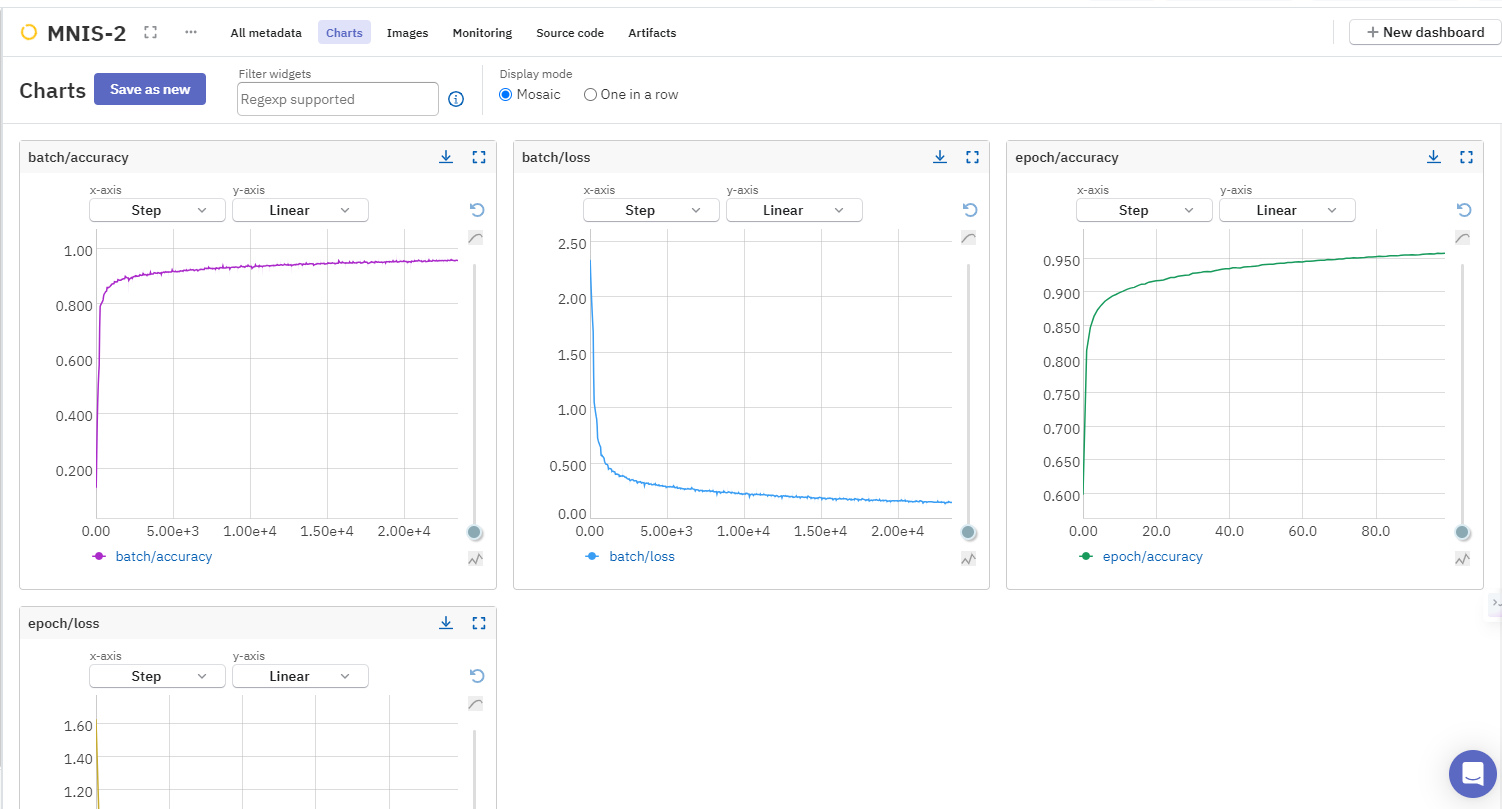 MNIS-2 ··· All metadata Charts Images Monitoring Source code Artifacts + New dashboard
Charts Save as new
Filter widgets
Regexp supported
Display mode
Mosaic One in a row
batch/accuracy
x-axis y-axis
Step Linear
1.00
0.800
0.600
0.400
0.200
0.00 5.00e+3 1.00e+4 1.50e+4 2.00e+4
batch/accuracy
batch/loss
x-axis y-axis
Step Linear
2.50
2.00
1.50
1.00
0.500
0.00
0.00 5.00e+3 1.00e+4 1.50e+4 2.00e+4
batch/loss
epoch/accuracy
x-axis y-axis
Step Linear
0.950
0.900
0.850
0.800
0.750
0.700
0.650
0.600
0.00 20.0 40.0 60.0 80.0
epoch/accuracy
epoch/loss
x-axis y-axis
Step Linear
1.60
1.40
1.20